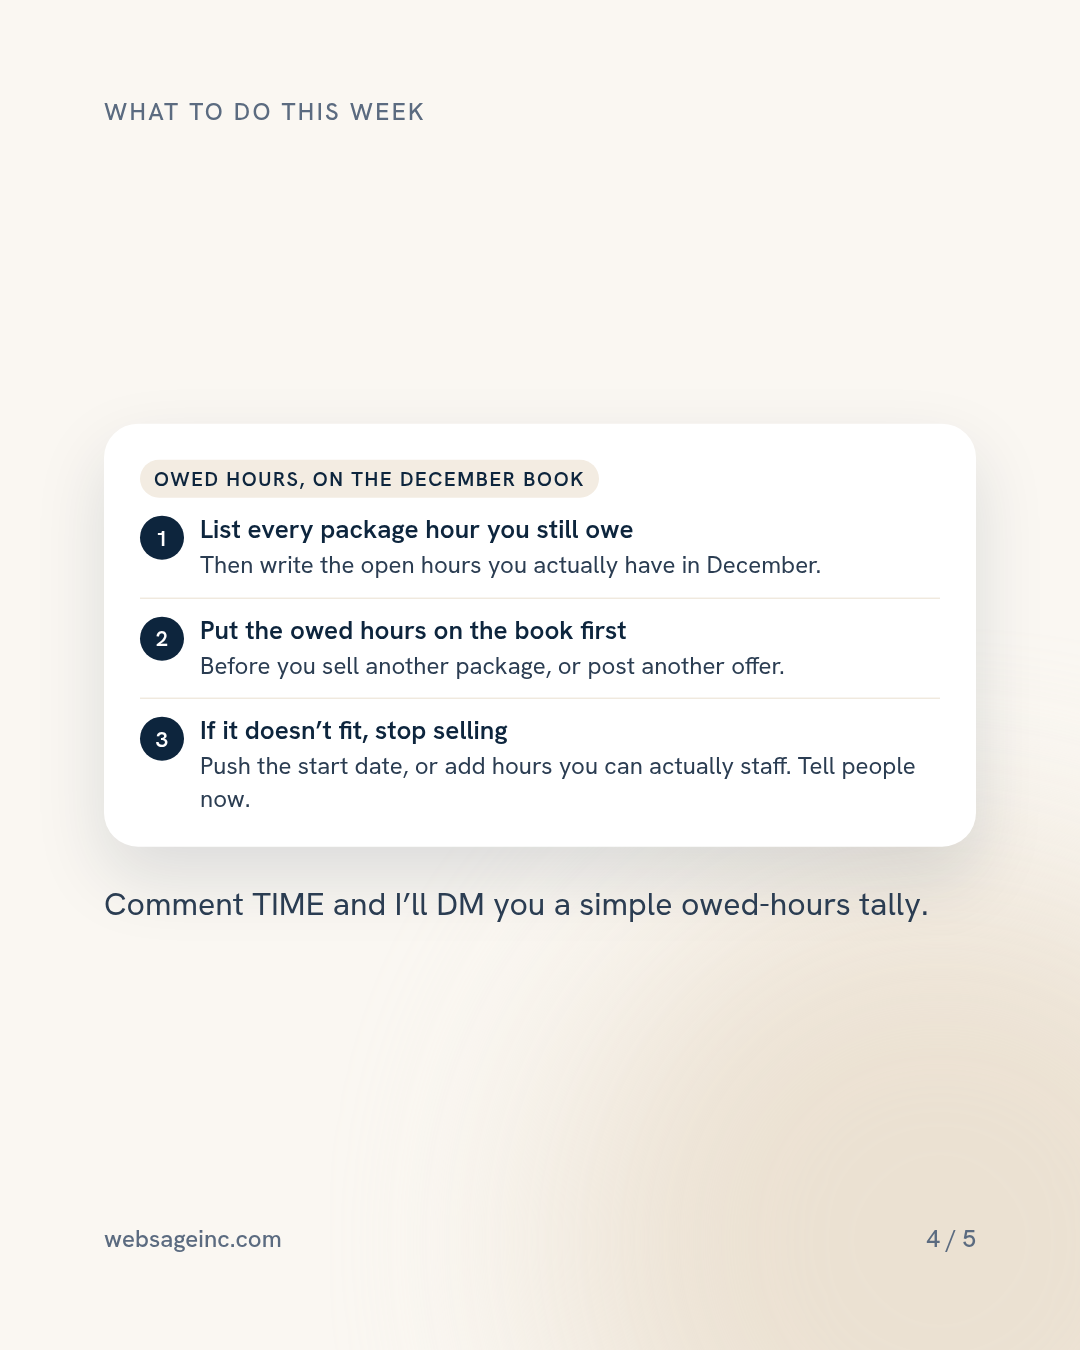 WHAT TO DO THIS WEEK
OWED HOURS, ON THE DECEMBER BOOK
1
List every package hour you still owe
Then write the open hours you actually have in December.
2
Put the owed hours on the book first
Before you sell another package, or post another offer.
3
If it doesn’t fit, stop selling
Push the start date, or add hours you can actually staff. Tell people
now.
Comment TIME and I’ll DM you a simple owed-hours tally.
websageinc.com
4 / 5